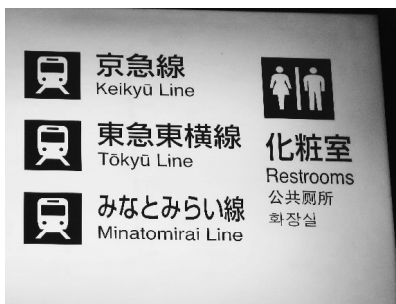 京急線
Keikyū Line
東急東横線
Tōkyū Line
みなとみらい線
Minatomirai Line
化粧室
Restrooms
公共厕所
화장실